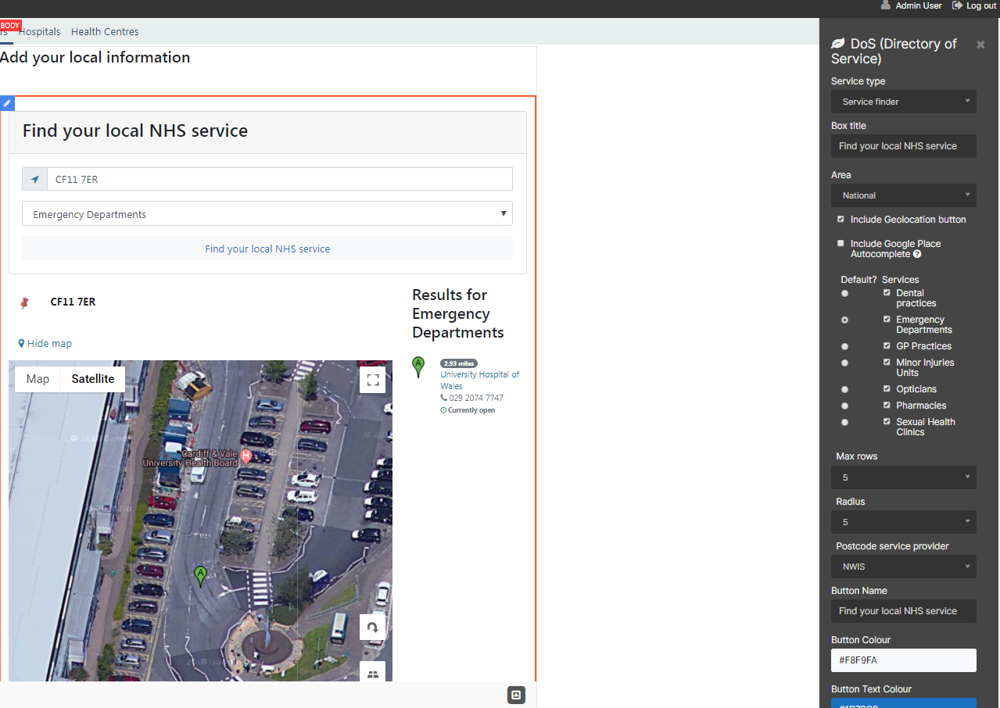 Admin User
Log out
BODY
rs
Hospitals
Health Centres
Add your local information
Find your local NHS service
CF11 7ER
Emergency Departments
Find your local NHS service
CF11 7ER
Hide map
Map
Satellite
Cardiff & Vale
University Health Board
H
A
Results for
Emergency
Departments
A
2.93 miles
University Hospital of
Wales
029 2074 7747
Currently open
DoS (Directory of
Service)
Service type
Service finder
Box title
Find your local NHS service
Area
National
Include Geolocation button
Include Google Place
Autocomplete
Default? Services
Dental
practices
Emergency
Departments
GP Practices
Minor Injuries
Units
Opticians
Pharmacies
Sexual Health
Clinics
Max rows
5
Radius
5
Postcode service provider
NWIS
Button Name
Find your local NHS service
Button Colour
#F8F9FA
Button Text Colour